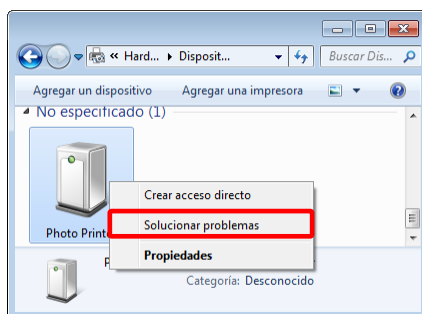 « Hard... ▸ Disposit...
Buscar Dis...
Agregar un dispositivo Agregar una impresora
No especificado (1)
Crear acceso directo
Solucionar problemas
Photo Print
Propiedades
P
Categoría: Desconocido